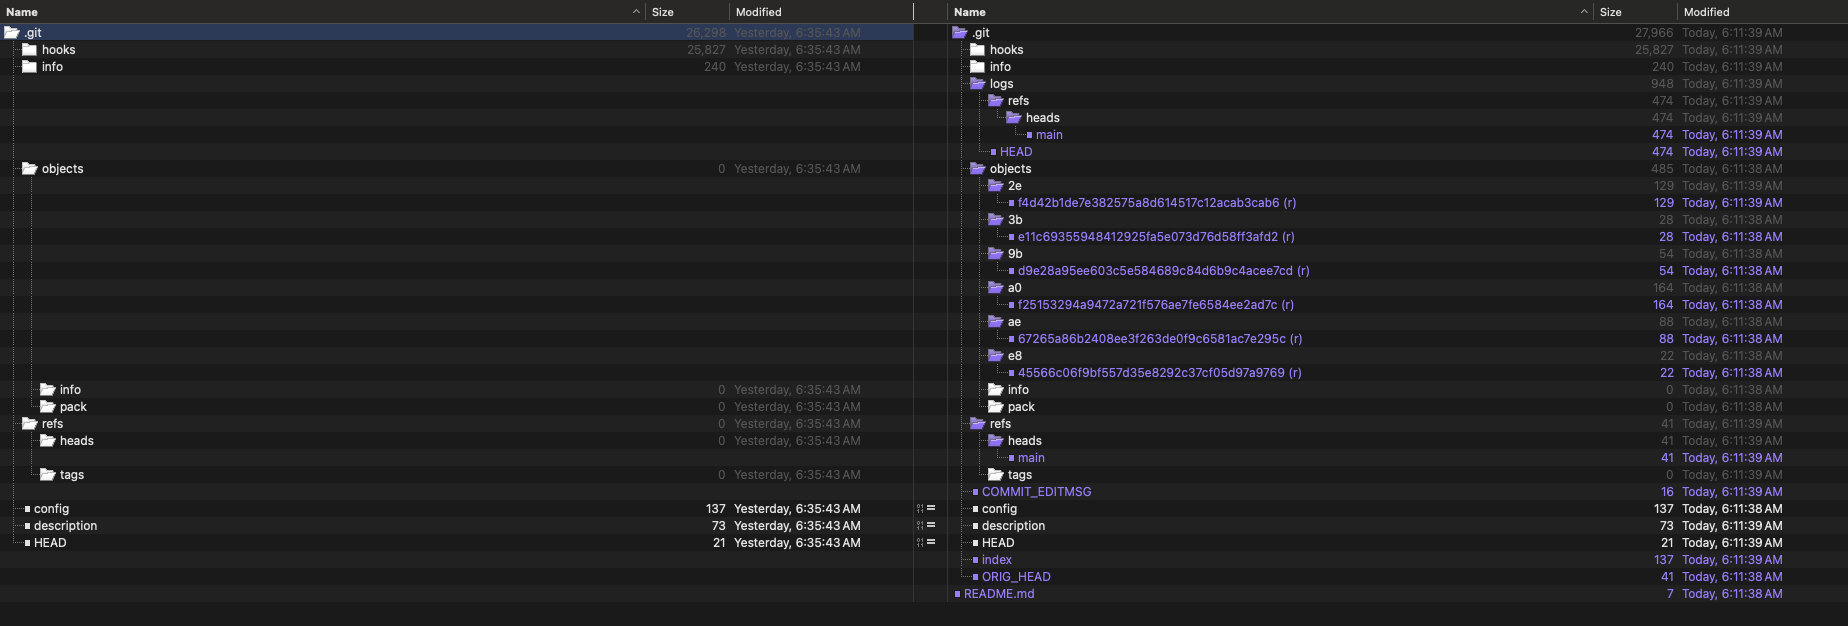 Name Size Modified Name Size Modified
.git 26,298 Yesterday, 6:35:43 AM .git 27,966 Today, 6:11:39 AM
hooks 25,827 Yesterday, 6:35:43 AM hooks 25,827 Today, 6:11:39 AM
info 240 Yesterday, 6:35:43 AM info 240 Today, 6:11:39 AM
logs 948 Today, 6:11:39 AM
refs 474 Today, 6:11:39 AM
heads 474 Today, 6:11:39 AM
main 474 Today, 6:11:39 AM
HEAD 474 Today, 6:11:39 AM
objects 0 Yesterday, 6:35:43 AM objects 485 Today, 6:11:38 AM
2e 129 Today, 6:11:39 AM
f4d42b1de7e382575a8d614517c12acab3cab6 (r) 129 Today, 6:11:39 AM
3b 28 Today, 6:11:38 AM
e11c69355948412925fa5e073d76d58ff3afd2 (r) 28 Today, 6:11:38 AM
9b 54 Today, 6:11:38 AM
d9e28a95ee603c5e584689c84d6b9c4acee7cd (r) 54 Today, 6:11:38 AM
a0 164 Today, 6:11:38 AM
f25153294a9472a721f576ae7fe6584ee2ad7c (r) 164 Today, 6:11:38 AM
ae 88 Today, 6:11:38 AM
67265a86b2408ee3f263de0f9c6581ac7e295c (r) 88 Today, 6:11:38 AM
e8 22 Today, 6:11:38 AM
45566c06f9bf557d35e8292c37cf05d97a9769 (r) 22 Today, 6:11:38 AM
info 0 Yesterday, 6:35:43 AM info 0 Today, 6:11:38 AM
pack 0 Yesterday, 6:35:43 AM pack 0 Today, 6:11:38 AM
refs 0 Yesterday, 6:35:43 AM refs 41 Today, 6:11:39 AM
heads 0 Yesterday, 6:35:43 AM heads 41 Today, 6:11:39 AM
main 41 Today, 6:11:39 AM
tags 0 Yesterday, 6:35:43 AM tags 0 Today, 6:11:39 AM
COMMIT_EDITMSG 16 Today, 6:11:39 AM
config 137 Yesterday, 6:35:43 AM = config 137 Today, 6:11:38 AM
description 73 Yesterday, 6:35:43 AM = description 73 Today, 6:11:39 AM
HEAD 21 Yesterday, 6:35:43 AM = HEAD 21 Today, 6:11:39 AM
index 137 Today, 6:11:39 AM
ORIG_HEAD 41 Today, 6:11:38 AM
README.md 7 Today, 6:11:38 AM